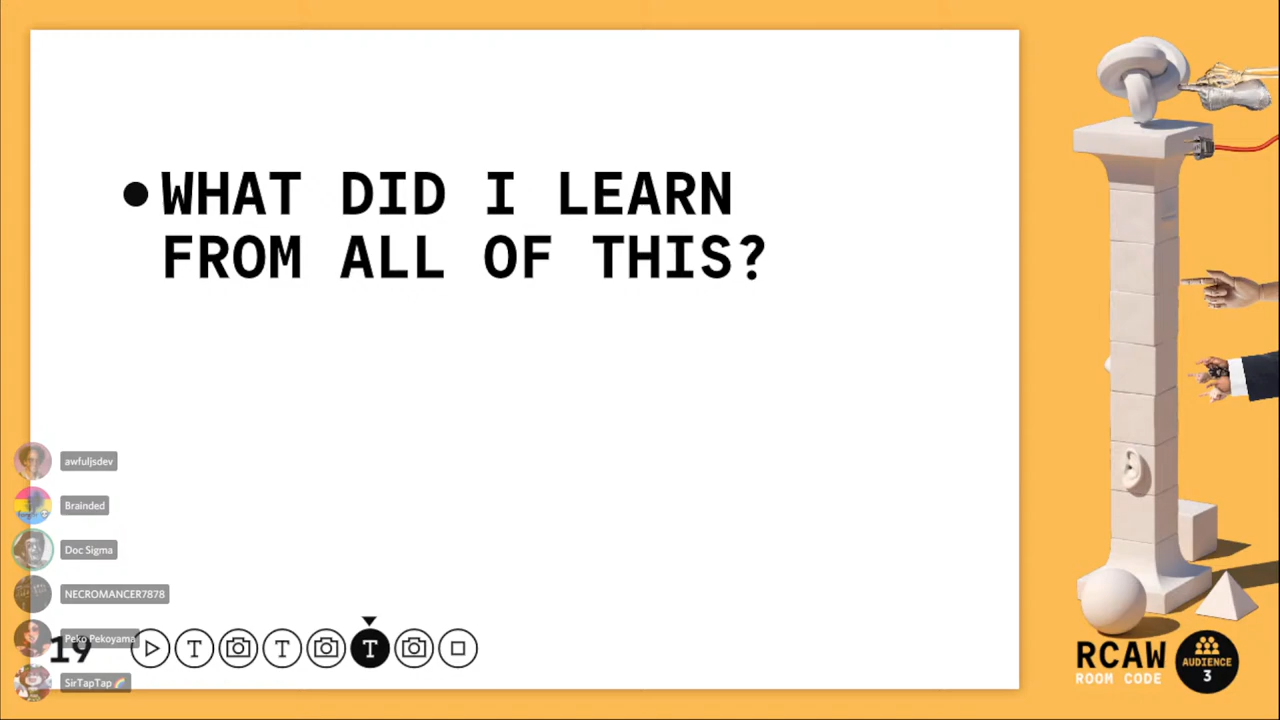 WHAT DID I LEARN
FROM ALL OF THIS?
awfuljsdev
Brainded
Doc Sigma
NECROMANCER7878
Peko Pekoyama
19
T
T
T
SirTapTap
RCAW
ROOM CODE
AUDIENCE
3